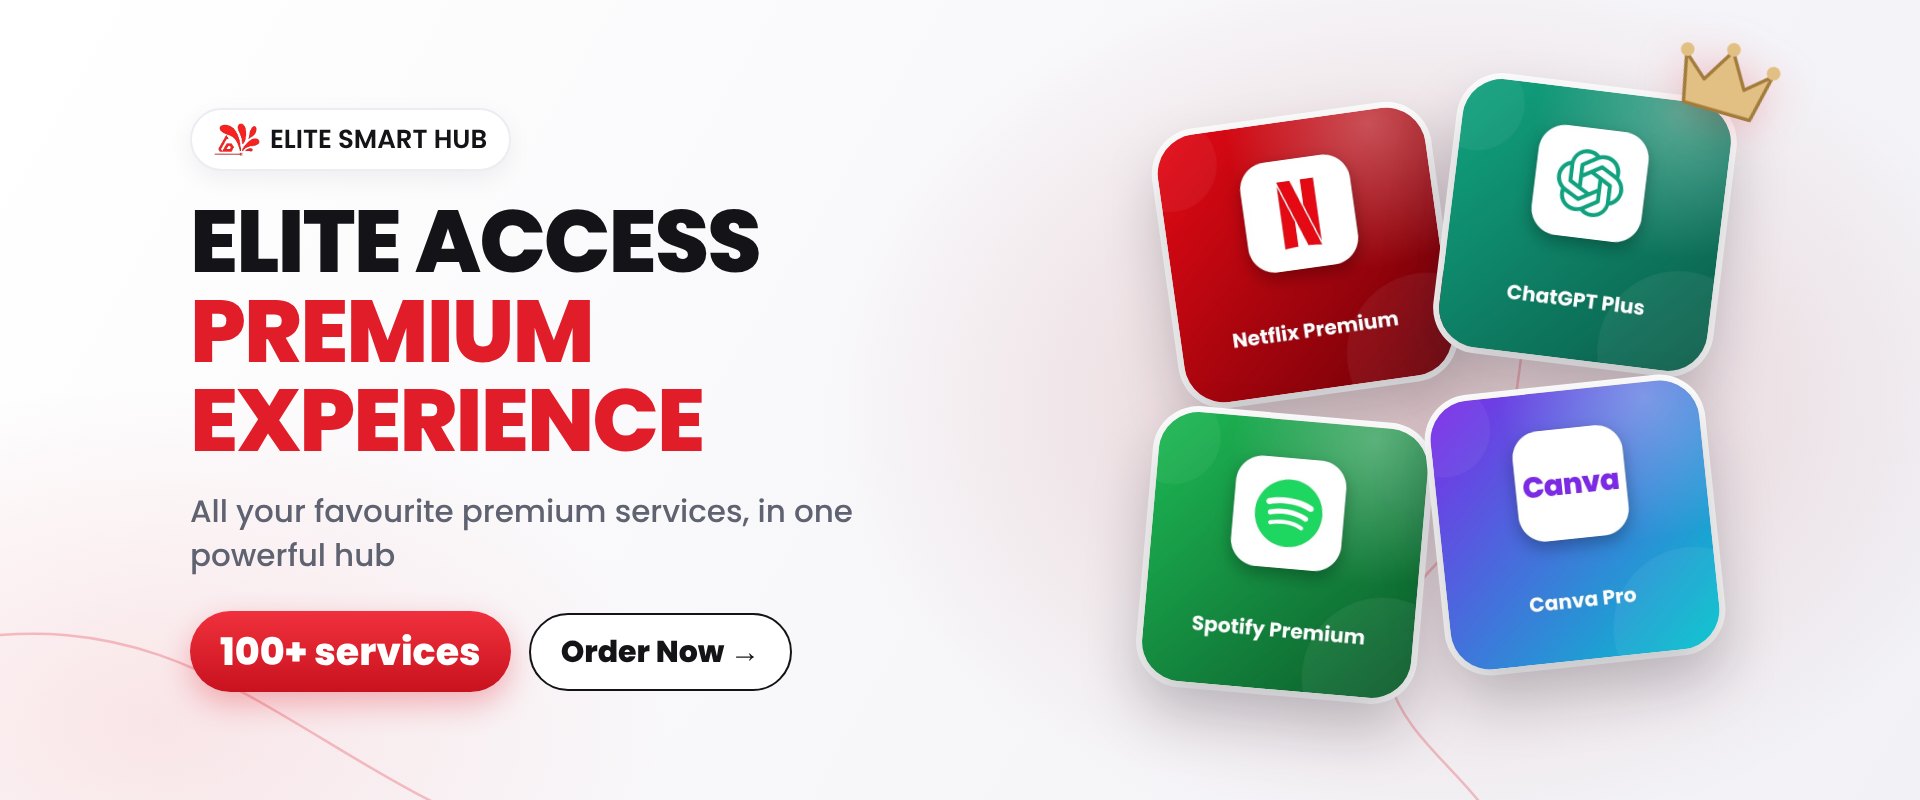 ELITE SMART HUB
ELITE ACCESS
PREMIUM
EXPERIENCE
All your favourite premium services, in one
powerful hub
100+ services
Order Now →
N
Netflix Premium
ChatGPT Plus
Spotify Premium
Canva
Canva Pro